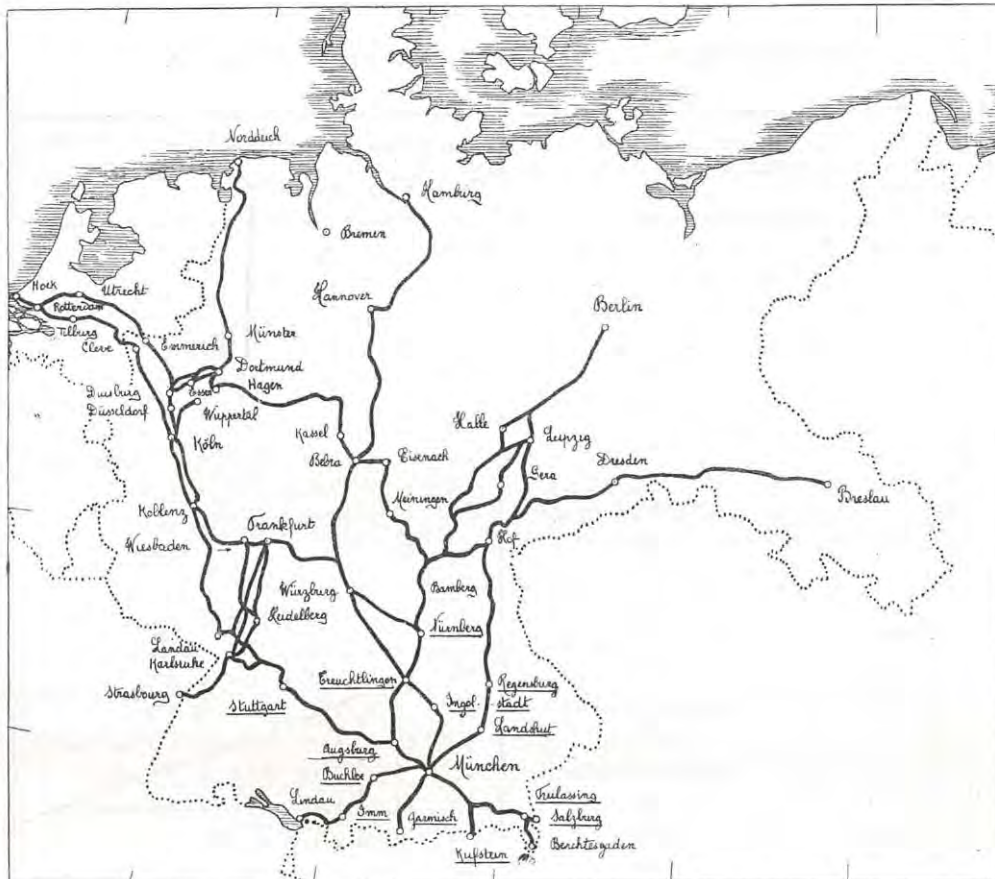 Norddeich
Hamburg
Bremen
Hoek
Utrecht
Hannover
Rotterdam
Berlin
Tilburg
Cleve
Emmerich
Münster
Dortmund
Hagen
Duisburg
Essen
Düsseldorf
Wuppertal
Halle
Köln
Kassel
Leipzig
Bebra
Eisenach
Gera
Dresden
Meiningen
Breslau
Koblenz
Frankfurt
Hof
Wiesbaden
Würzburg
Bamberg
Heidelberg
Nürnberg
Landau
Karlsruhe
Treuchtlingen
Regensburg
Strasbourg
Stuttgart
Ingol-
stadt
Landshut
Augsburg
Buchloe
München
Lindau
Imm
Garmisch
Freilassing
Salzburg
Kufstein
Berchtesgaden